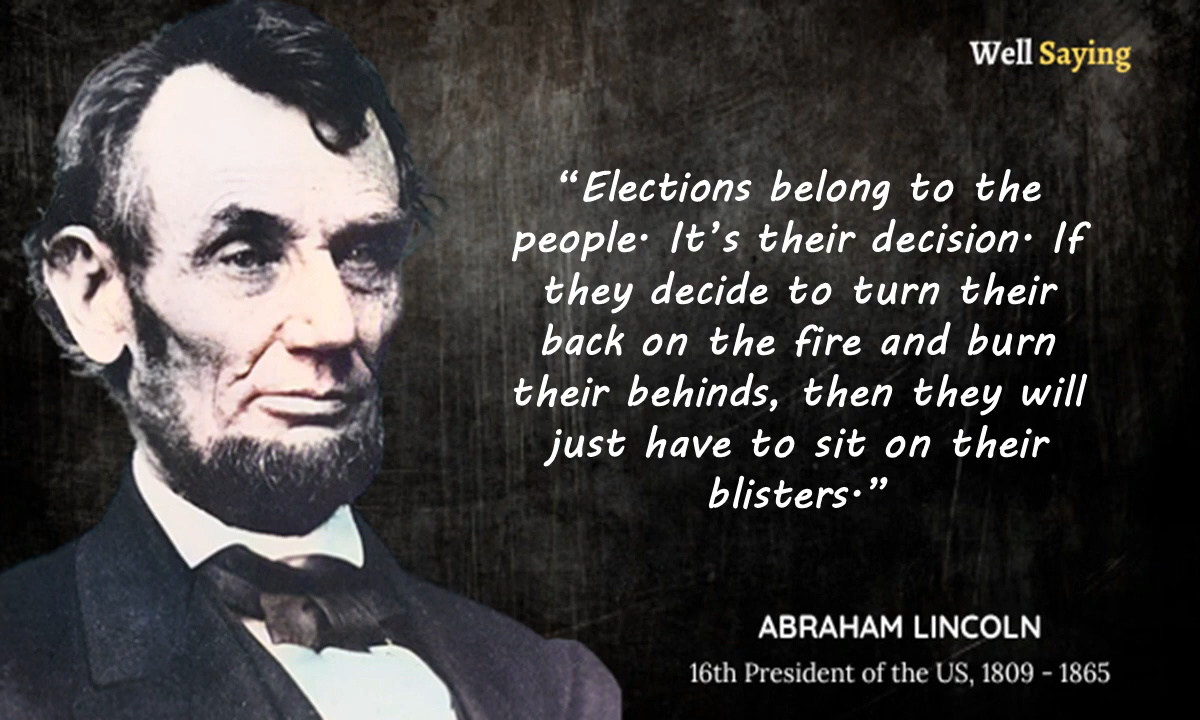 Well Saying
“Elections belong to the
people. It’s their decision. If
they decide to turn their
back on the fire and burn
their behinds, then they will
just have to sit on their
blisters.”
ABRAHAM LINCOLN
16th President of the US, 1809 - 1865